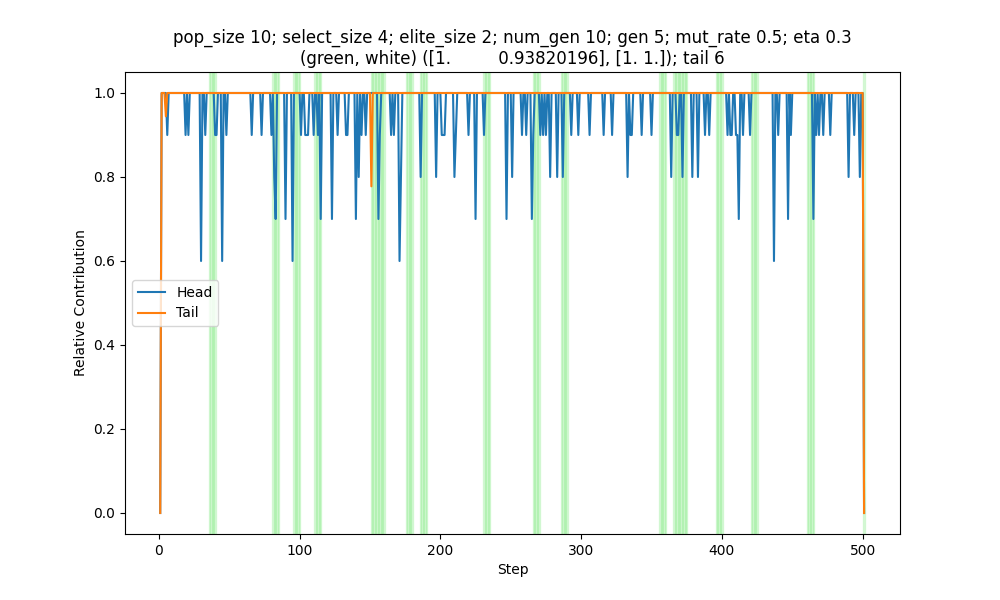 pop_size 10; select_size 4; elite_size 2; num_gen 10; gen 5; mut_rate 0.5; eta 0.3
(green, white) ([1. 0.93820196], [1. 1.]); tail 6
1.0
0.8
0.6
0.4
0.2
0.0
Relative Contribution
Head
Tail
0 100 200 300 400 500
Step